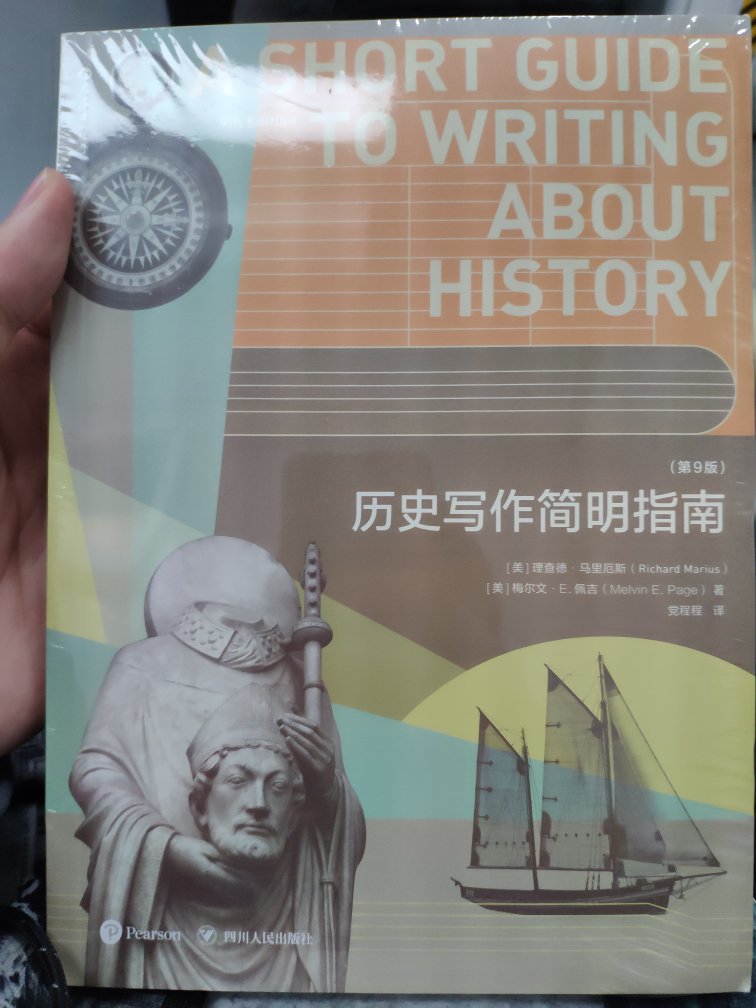 A SHORT GUIDE
9th Edition
TO WRITING
ABOUT
HISTORY
（第9版）
历史写作简明指南
［美］理查德·马里厄斯（Richard Marius）
［美］梅尔文·E. 佩吉（Melvin E. Page）著
党程程 译
Pearson
四川人民出版社